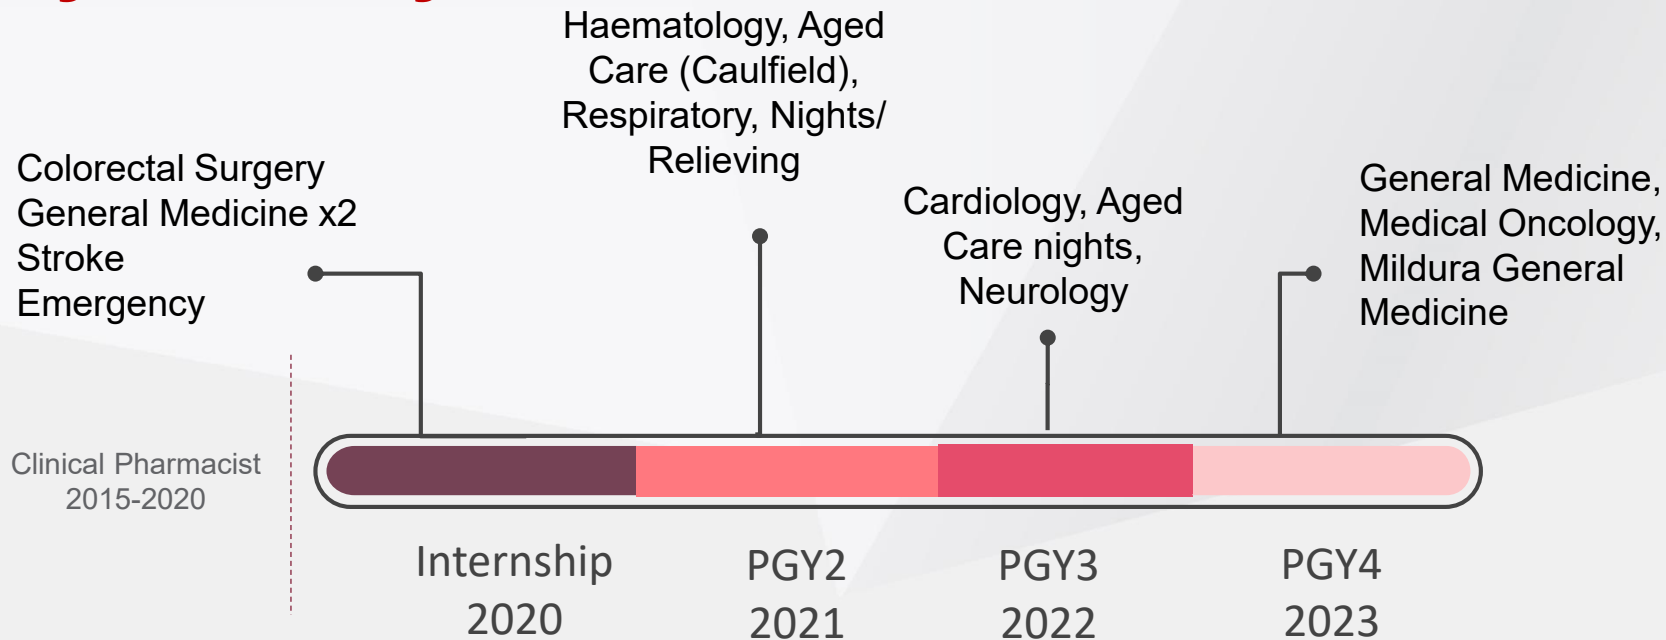 Colorectal Surgery
General Medicine x2
Stroke
Emergency
Haematology, Aged
Care (Caulfield),
Respiratory, Nights/
Relieving
Cardiology, Aged
Care nights,
Neurology
General Medicine,
Medical Oncology,
Mildura General
Medicine
Clinical Pharmacist
2015-2020
Internship
2020
PGY2
2021
PGY3
2022
PGY4
2023